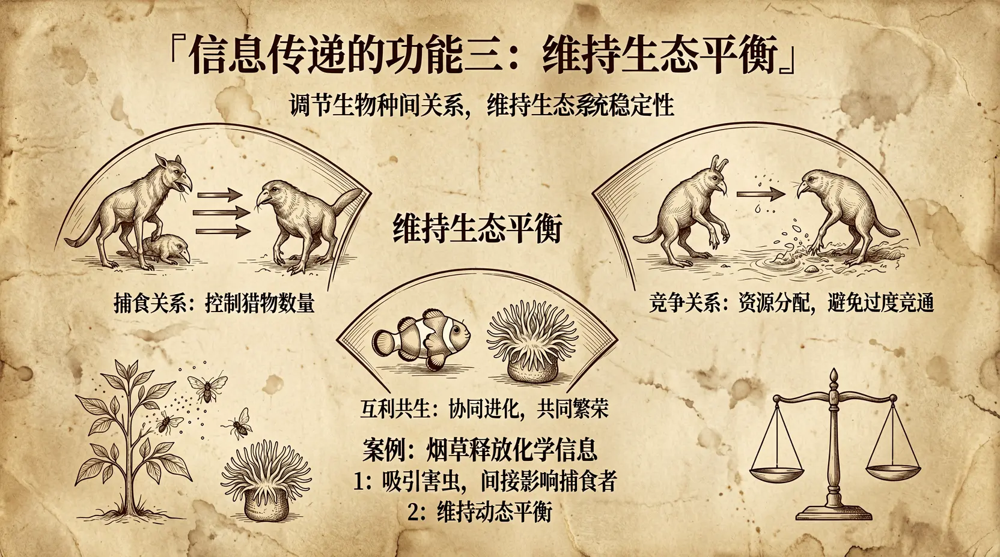 『信息传递的功能三：维持生态平衡』
调节生物种间关系，维持生态系统稳定性
维持生态平衡
捕食关系：控制猎物数量
竞争关系：资源分配，避免过度竞通
互利共生：协同进化，共同繁荣
案例：烟草释放化学信息
1：吸引害虫，间接影响捕食者
2：维持动态平衡